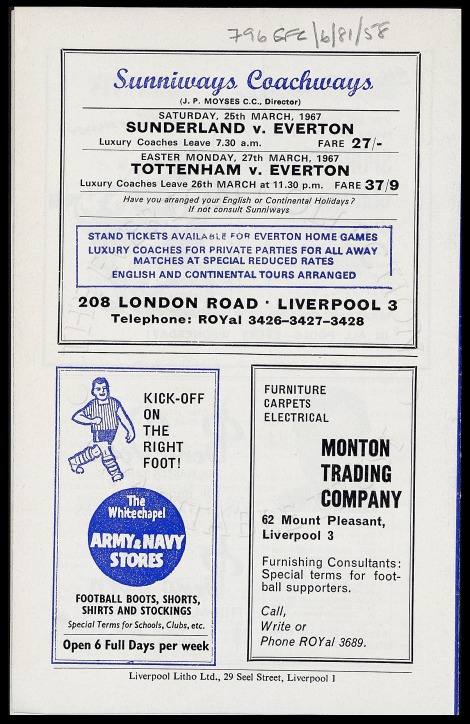 796 EFC/6/81/58
Sunniways Coachways
(J. P. MOYSES C.C., Director)
SATURDAY, 25th MARCH, 1967
SUNDERLAND v. EVERTON
Luxury Coaches Leave 7.30 a.m. FARE 27/-
EASTER MONDAY, 27th MARCH, 1967
TOTTENHAM v. EVERTON
Luxury Coaches Leave 26th MARCH at 11.30 p.m. FARE 37/9
Have you arranged your English or Continental Holidays?
If not consult Sunniways
STAND TICKETS AVAILABLE FOR EVERTON HOME GAMES
LUXURY COACHES FOR PRIVATE PARTIES FOR ALL AWAY
MATCHES AT SPECIAL REDUCED RATES
ENGLISH AND CONTINENTAL TOURS ARRANGED
208 LONDON ROAD · LIVERPOOL 3
Telephone: ROYal 3426–3427–3428
KICK-OFF
ON
THE
RIGHT
FOOT!
The
Whitechapel
ARMY & NAVY
STORES
FOOTBALL BOOTS, SHORTS,
SHIRTS AND STOCKINGS
Special Terms for Schools, Clubs, etc.
Open 6 Full Days per week
FURNITURE
CARPETS
ELECTRICAL
MONTON
TRADING
COMPANY
62 Mount Pleasant,
Liverpool 3
Furnishing Consultants:
Special terms for foot-
ball supporters.
Call,
Write or
Phone ROYal 3689.
Liverpool Litho Ltd., 29 Seel Street, Liverpool 1